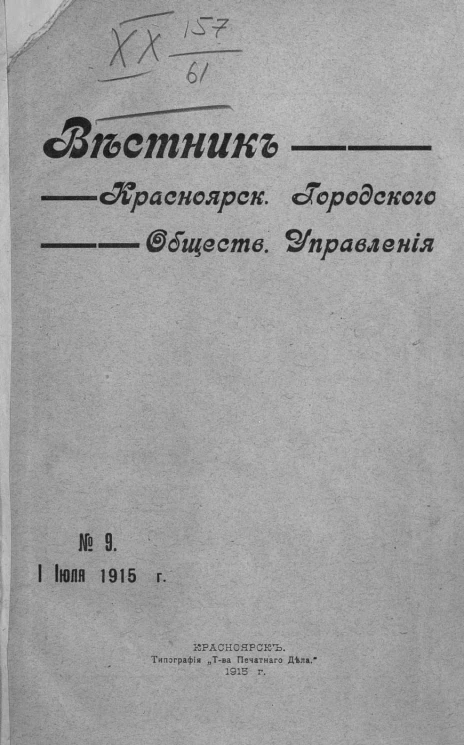 XX 157
61
Вѣстникъ
Красноярск. Городского
Обществ. Управленія
№ 9.
1 Іюля 1915 г.
КРАСНОЯРСКЪ.
Типографія „Т-ва Печатнаго Дѣла."
1915 г.